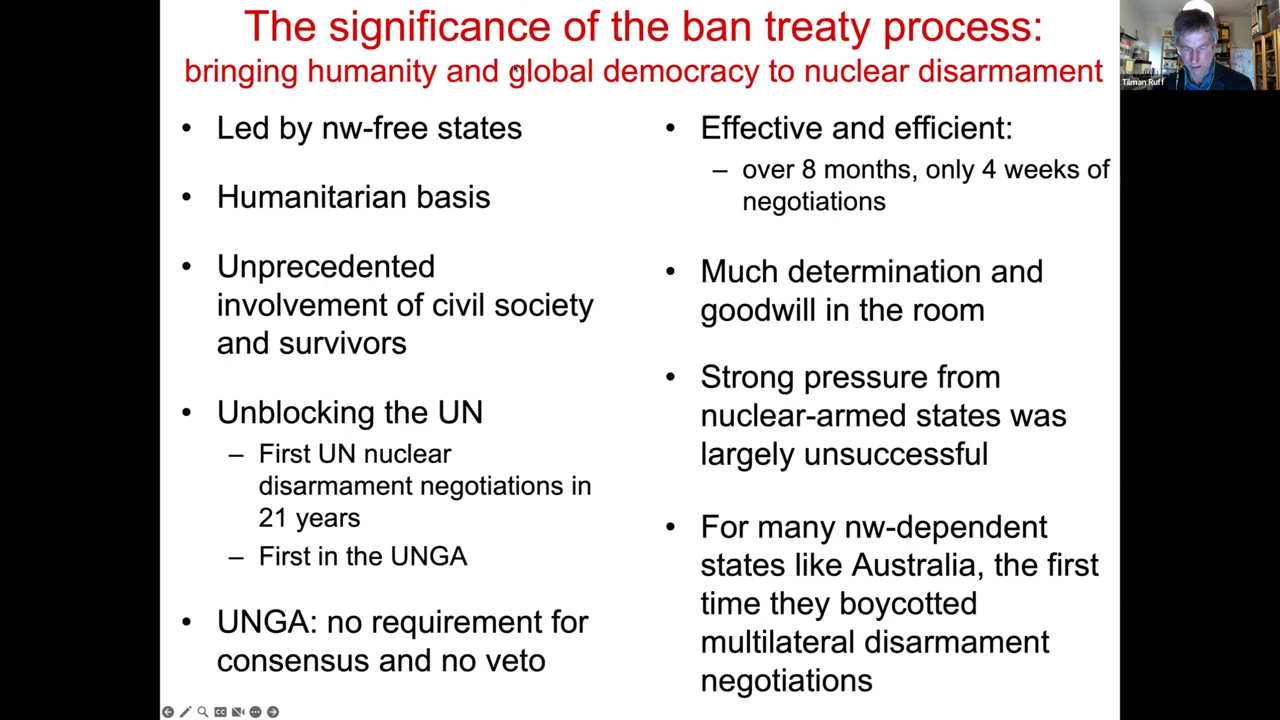 The significance of the ban treaty process:
bringing humanity and global democracy to nuclear disarmament
• Led by nw-free states
• Humanitarian basis
• Unprecedented
involvement of civil society
and survivors
• Unblocking the UN
– First UN nuclear
disarmament negotiations in
21 years
– First in the UNGA
• UNGA: no requirement for
consensus and no veto
• Effective and efficient:
– over 8 months, only 4 weeks of
negotiations
• Much determination and
goodwill in the room
• Strong pressure from
nuclear-armed states was
largely unsuccessful
• For many nw-dependent
states like Australia, the first
time they boycotted
multilateral disarmament
negotiations
Tilman Ruff